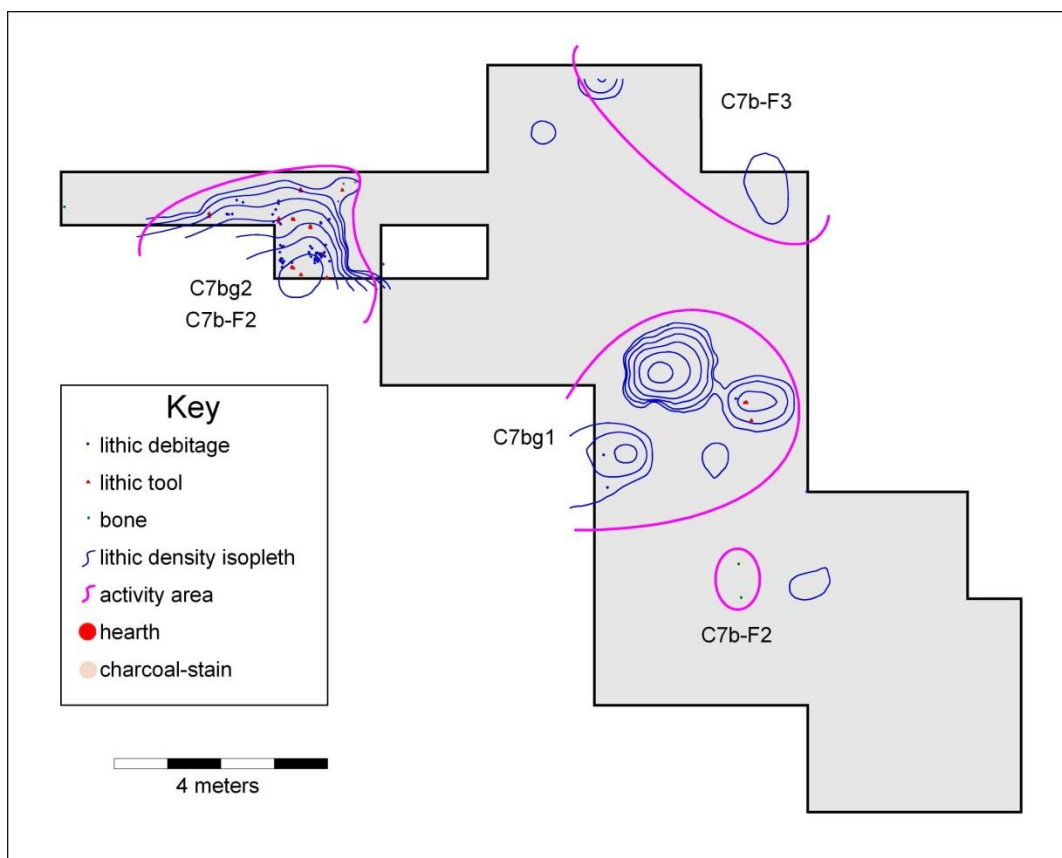 C7b-F3
C7bg2
C7b-F2
C7bg1
Key
lithic debitage
lithic tool
bone
lithic density isopleth
activity area
hearth
charcoal-stain
C7b-F2
4 meters